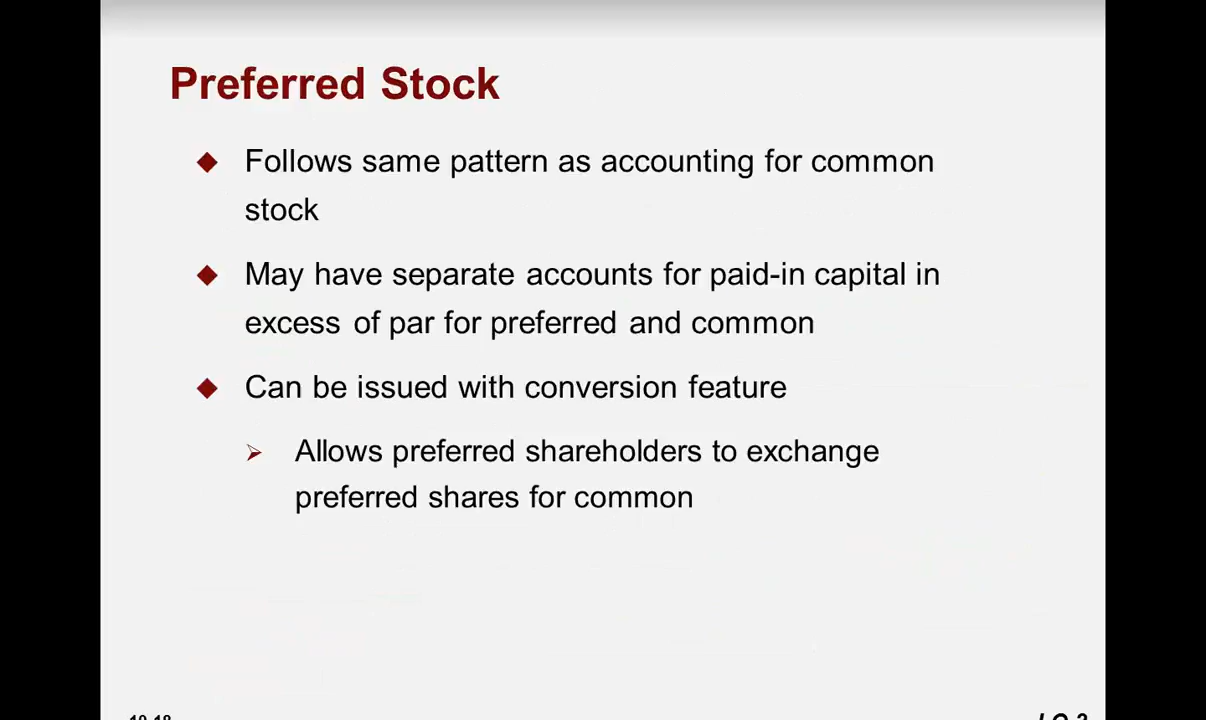 Preferred Stock
Follows same pattern as accounting for common
stock
May have separate accounts for paid-in capital in
excess of par for preferred and common
Can be issued with conversion feature
Allows preferred shareholders to exchange
preferred shares for common